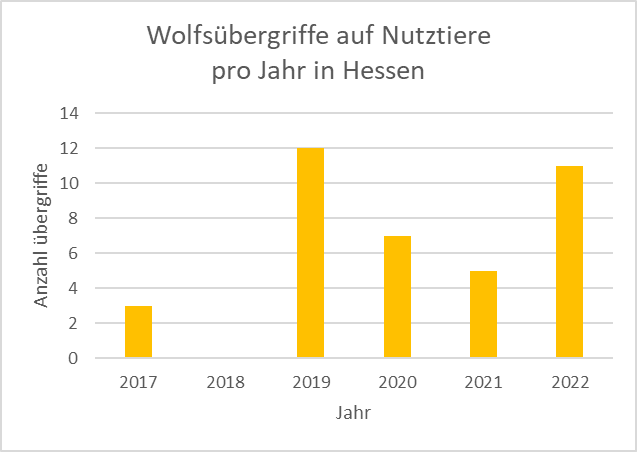 Wolfsübergriffe auf Nutztiere
pro Jahr in Hessen
Anzahl übergriffe
14
12
10
8
6
4
2
0
2017 2018 2019 2020 2021 2022
Jahr